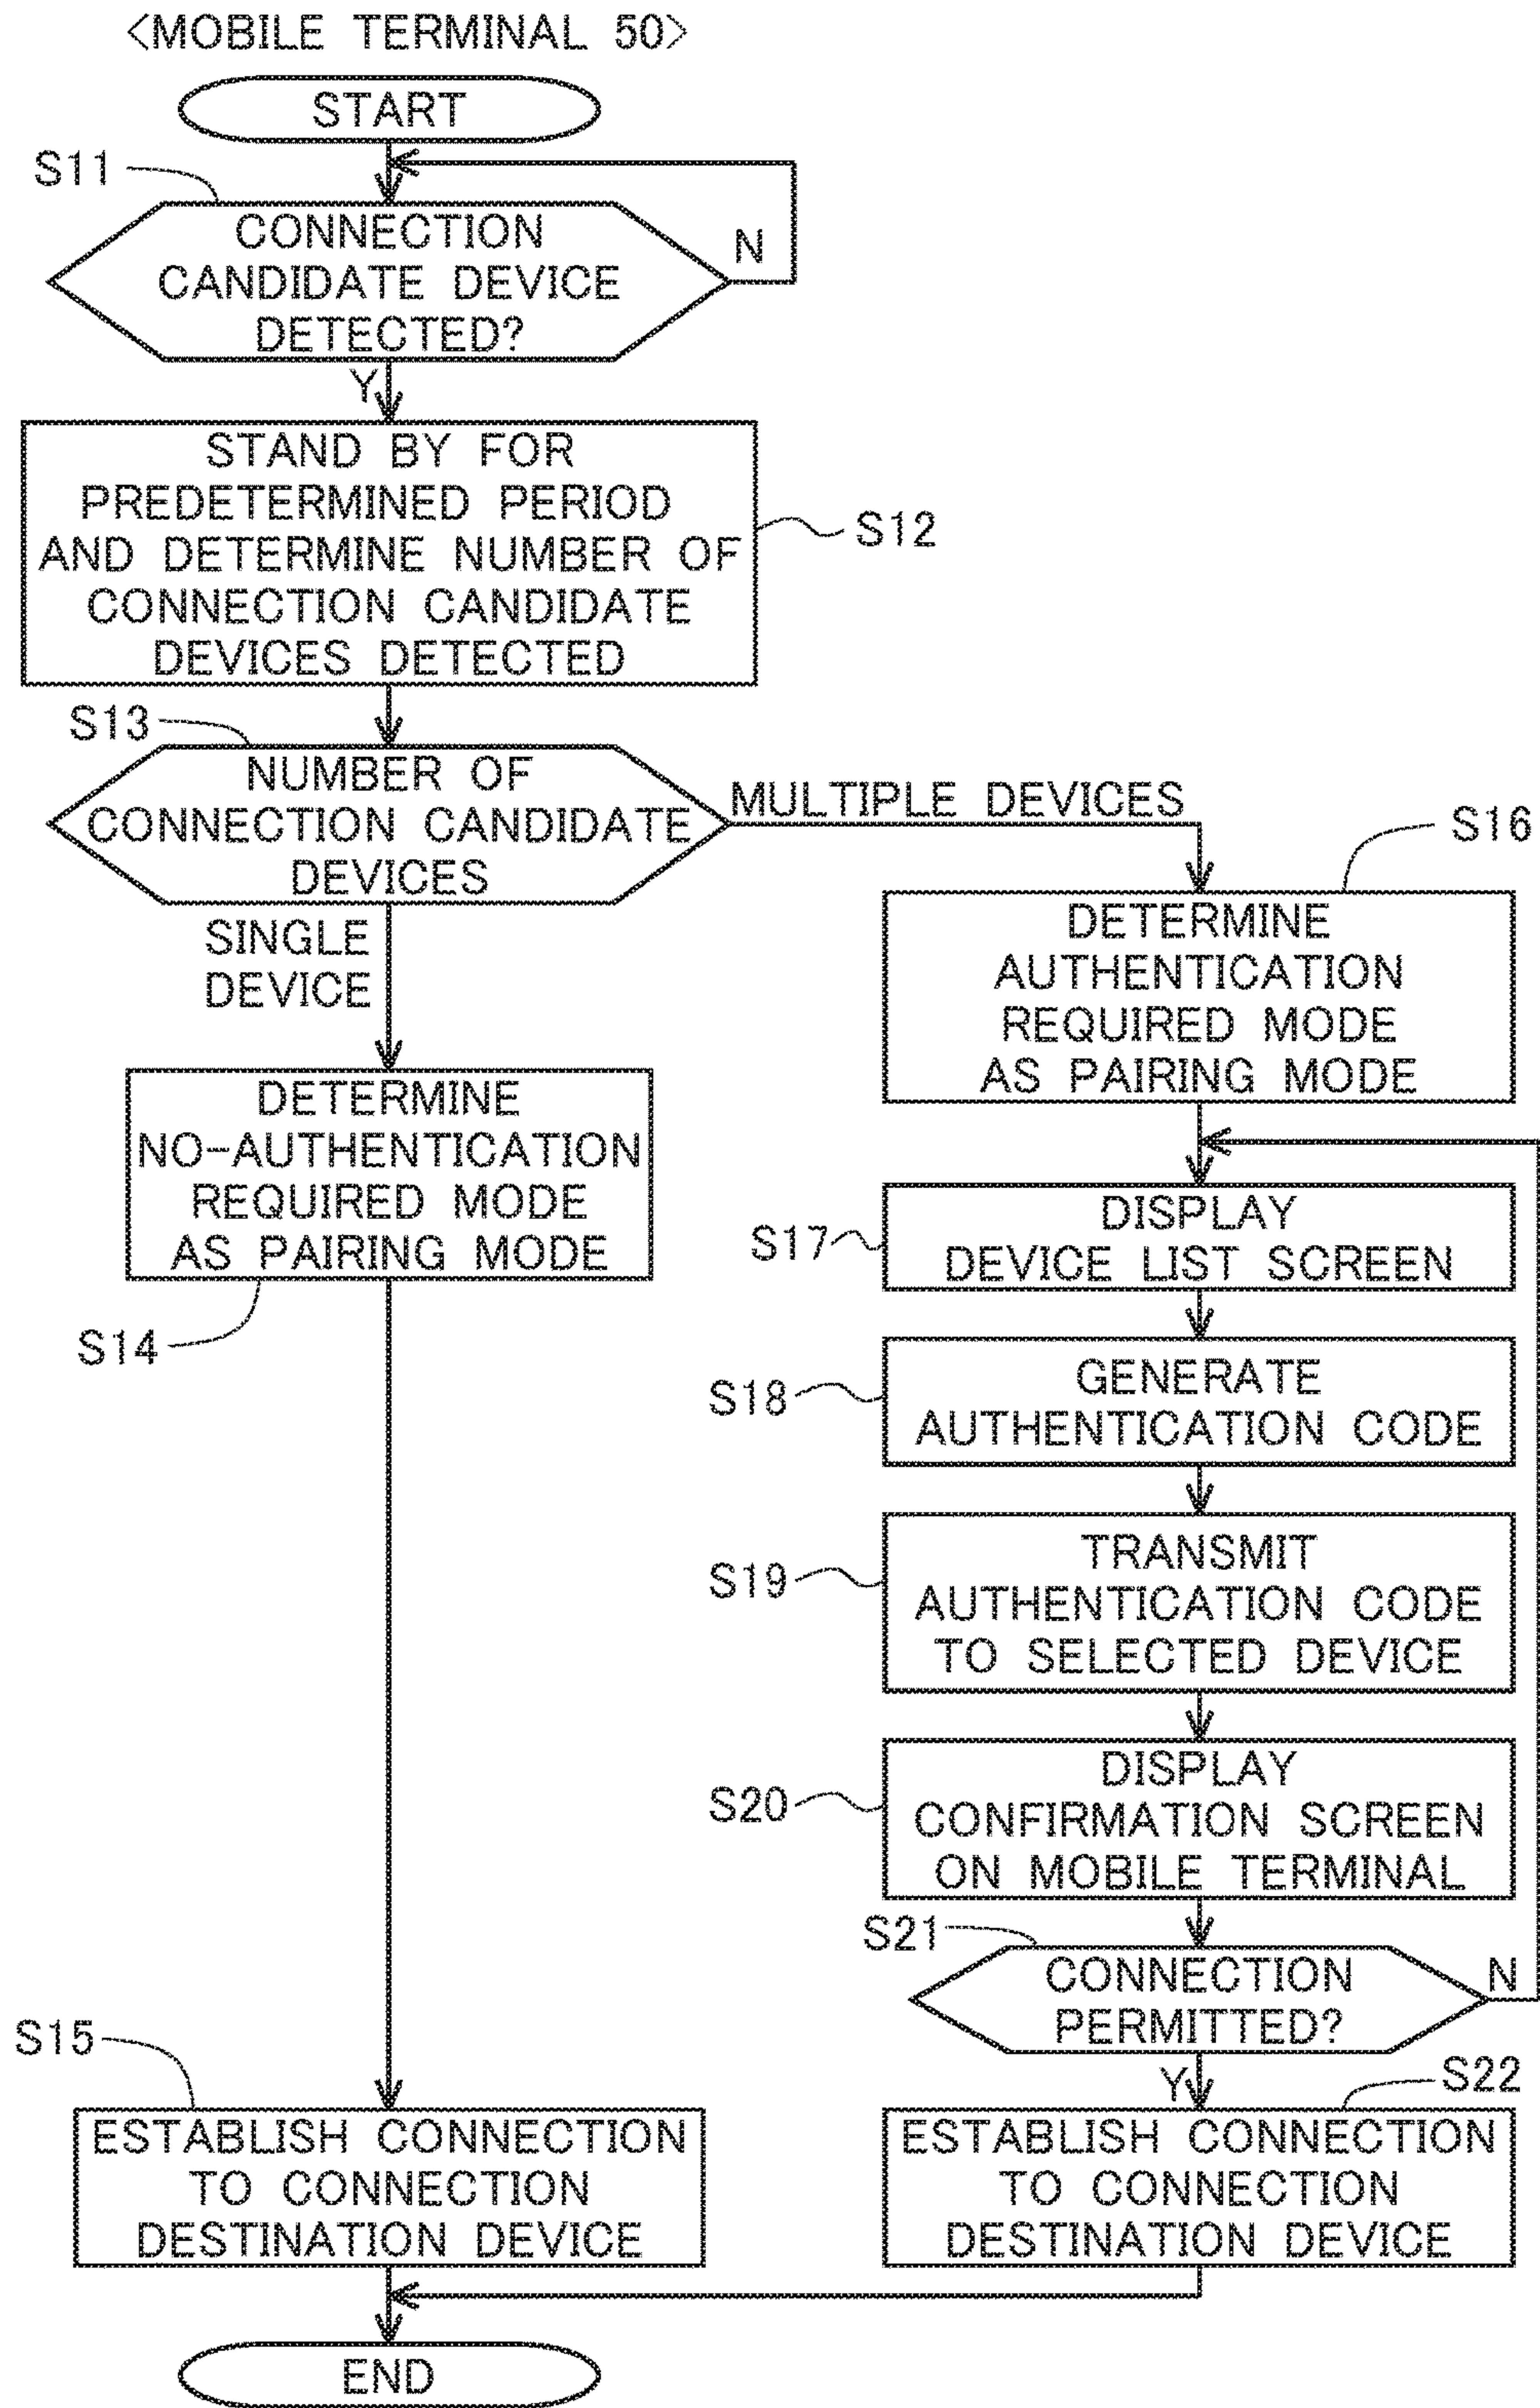 <MOBILE TERMINAL 50>
START
S11
CONNECTION
CANDIDATE DEVICE
DETECTED?
N
Y
STAND BY FOR
PREDETERMINED PERIOD
AND DETERMINE NUMBER OF
CONNECTION CANDIDATE
DEVICES DETECTED
S12
S13
NUMBER OF
CONNECTION CANDIDATE
DEVICES
MULTIPLE DEVICES
SINGLE
DEVICE
DETERMINE
NO-AUTHENTICATION
REQUIRED MODE
AS PAIRING MODE
S14
S15
ESTABLISH CONNECTION
TO CONNECTION
DESTINATION DEVICE
S16
DETERMINE
AUTHENTICATION
REQUIRED MODE
AS PAIRING MODE
S17
DISPLAY
DEVICE LIST SCREEN
S18
GENERATE
AUTHENTICATION CODE
S19
TRANSMIT
AUTHENTICATION CODE
TO SELECTED DEVICE
S20
DISPLAY
CONFIRMATION SCREEN
ON MOBILE TERMINAL
S21
CONNECTION
PERMITTED?
N
Y
S22
ESTABLISH CONNECTION
TO CONNECTION
DESTINATION DEVICE
END